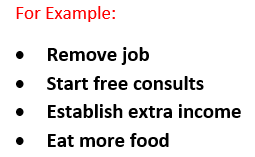 For Example:
• Remove job
• Start free consults
• Establish extra income
• Eat more food